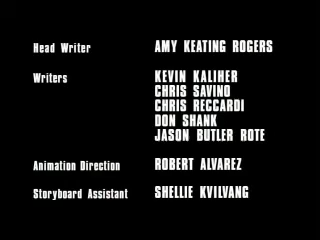 Head Writer AMY KEATING ROGERS
Writers KEVIN KALIHER
CHRIS SAVINO
CHRIS RECCARDI
DON SHANK
JASON BUTLER ROTE
Animation Direction ROBERT ALVAREZ
Storyboard Assistant SHELLIE KVILVANG